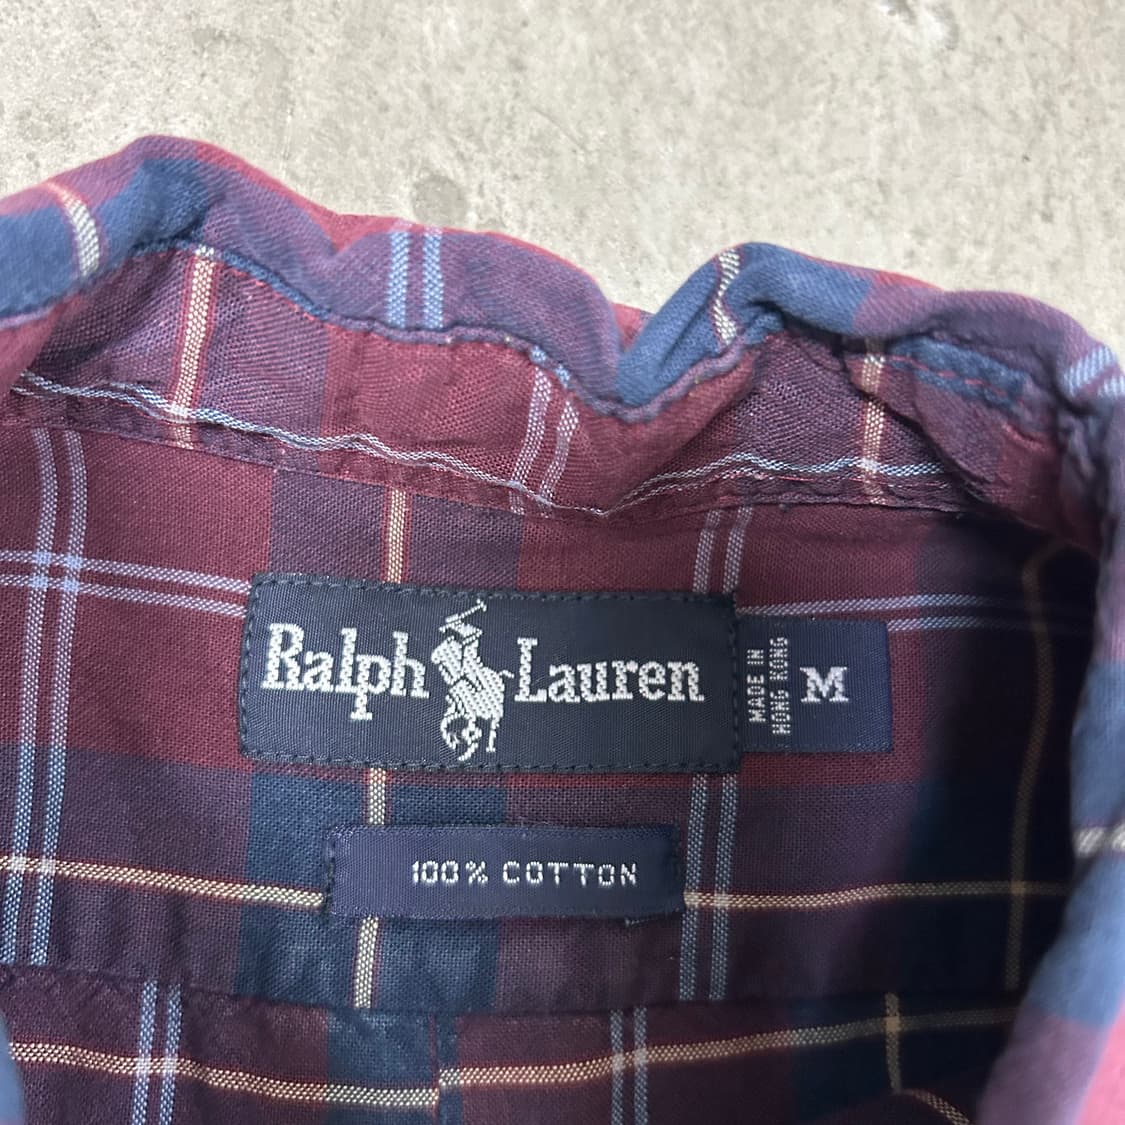 Ralph Lauren
MADE IN
HONG KONG
M
100% COTTON